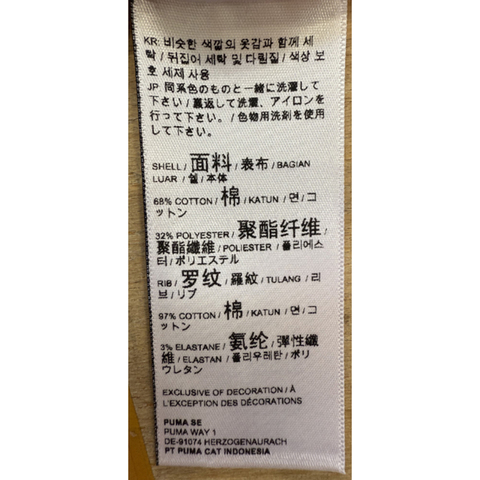 KR: 비슷한 색깔의 옷감과 함께 세
탁 / 뒤집어 세탁 및 다림질 / 색상 보
호 세제 사용
JP: 同系色のものと一緒に洗濯して
下さい / 裏返して洗濯、アイロンを
行って下さい。 / 色物用洗剤を使用
して下さい。
SHELL / 面料 / 表布 / BAGIAN
LUAR / 쉘 / 本体
68% COTTON / 棉 / KATUN / 면 / コ
ットン
32% POLYESTER / 聚酯纤维 /
聚酯纖維 / POLIESTER / 폴리에스
터 / ポリエステル
RIB / 罗纹 / 羅紋 / TULANG / 리
브 / リブ
97% COTTON / 棉 / KATUN / 면 / コ
ットン
3% ELASTANE / 氨纶 / 彈性纖
維 / ELASTAN / 폴리우레탄 / ポリ
ウレタン
EXCLUSIVE OF DECORATION / À
L'EXCEPTION DES DÉCORATIONS
PUMA SE
PUMA WAY 1
DE-91074 HERZOGENAURACH
PT PUMA CAT INDONESIA